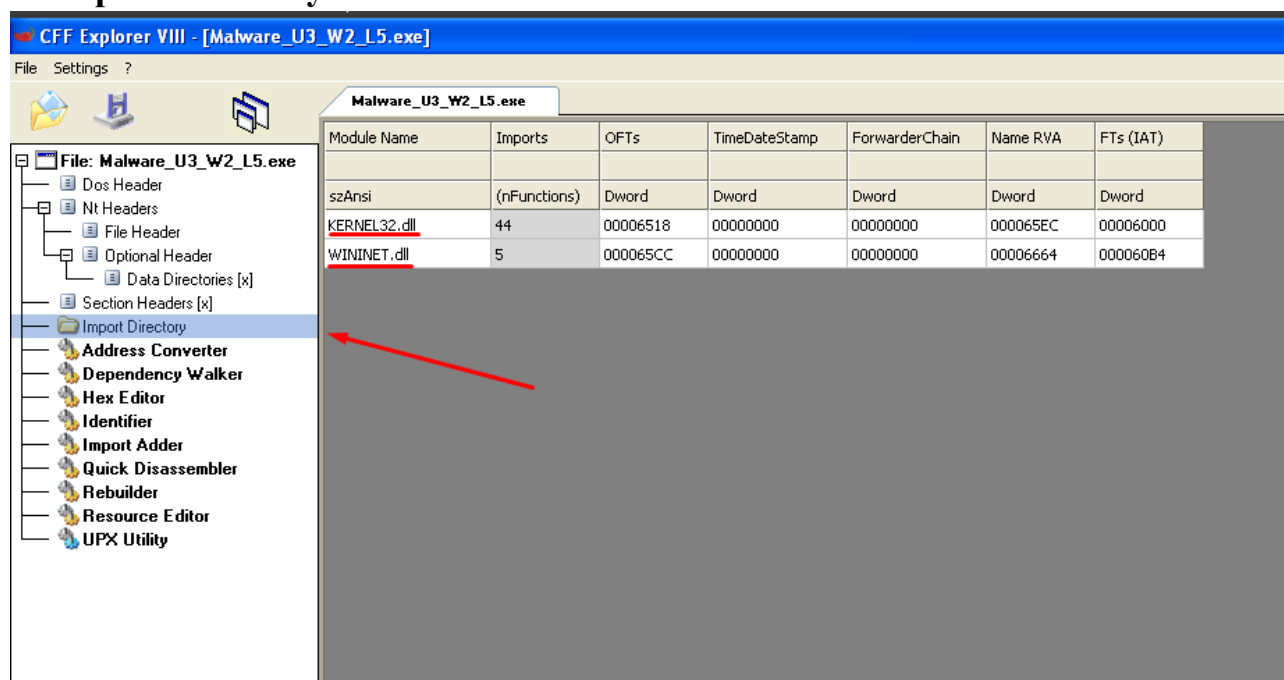 CFF Explorer VIII - [Malware_U3_W2_L5.exe]
File Settings ?
Malware_U3_W2_L5.exe
Module Name Imports OFTs TimeDateStamp ForwarderChain Name RVA FTs (IAT)
szAnsi (nFunctions) Dword Dword Dword Dword Dword
KERNEL32.dll 44 00006518 00000000 00000000 000065EC 00006000
WININET.dll 5 000065CC 00000000 00000000 00006664 000060B4
File: Malware_U3_W2_L5.exe
Dos Header
Nt Headers
File Header
Optional Header
Data Directories [x]
Section Headers [x]
Import Directory
Address Converter
Dependency Walker
Hex Editor
Identifier
Import Adder
Quick Disassembler
Rebuilder
Resource Editor
UPX Utility